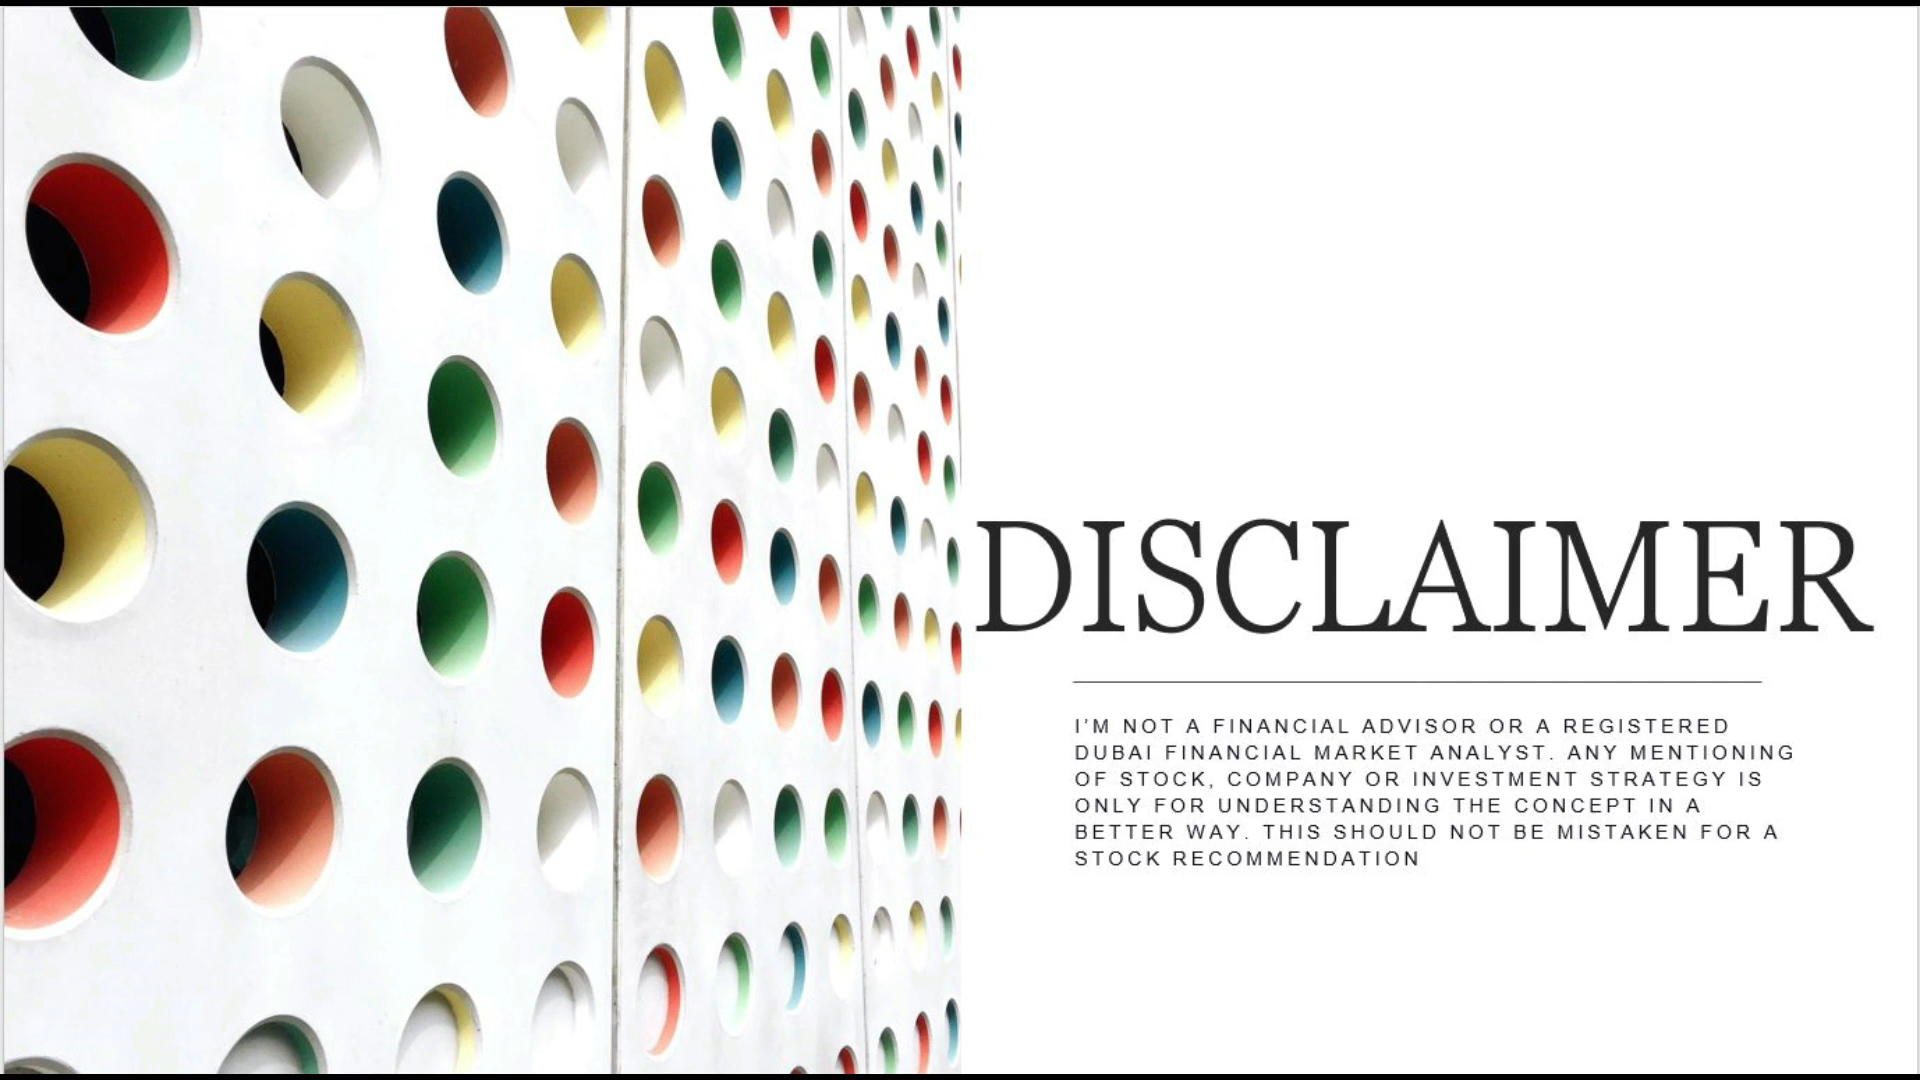 DISCLAIMER
I’M NOT A FINANCIAL ADVISOR OR A REGISTERED
DUBAI FINANCIAL MARKET ANALYST. ANY MENTIONING
OF STOCK, COMPANY OR INVESTMENT STRATEGY IS
ONLY FOR UNDERSTANDING THE CONCEPT IN A
BETTER WAY. THIS SHOULD NOT BE MISTAKEN FOR A
STOCK RECOMMENDATION